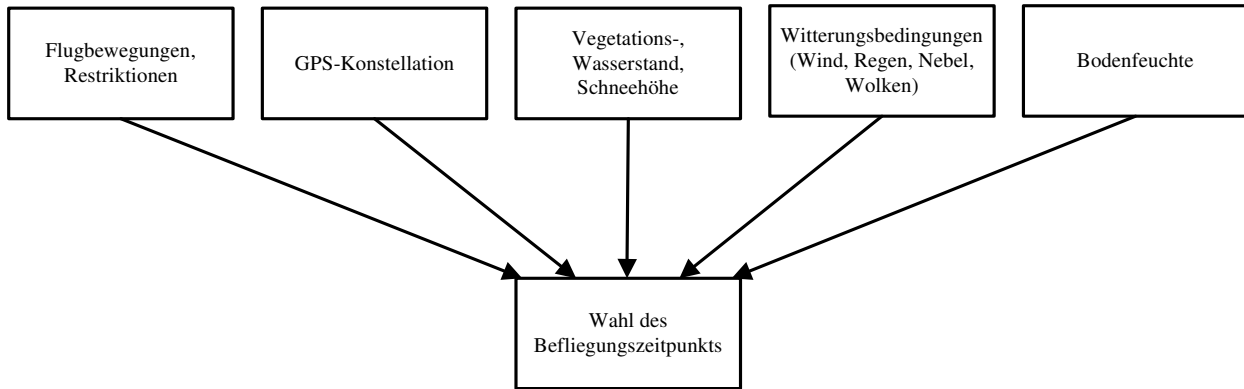 Flugbewegungen,
Restriktionen
GPS-Konstellation
Vegetations-,
Wasserstand,
Schneehöhe
Witterungsbedingungen
(Wind, Regen, Nebel,
Wolken)
Bodenfeuchte
Wahl des
Befliegungszeitpunkts